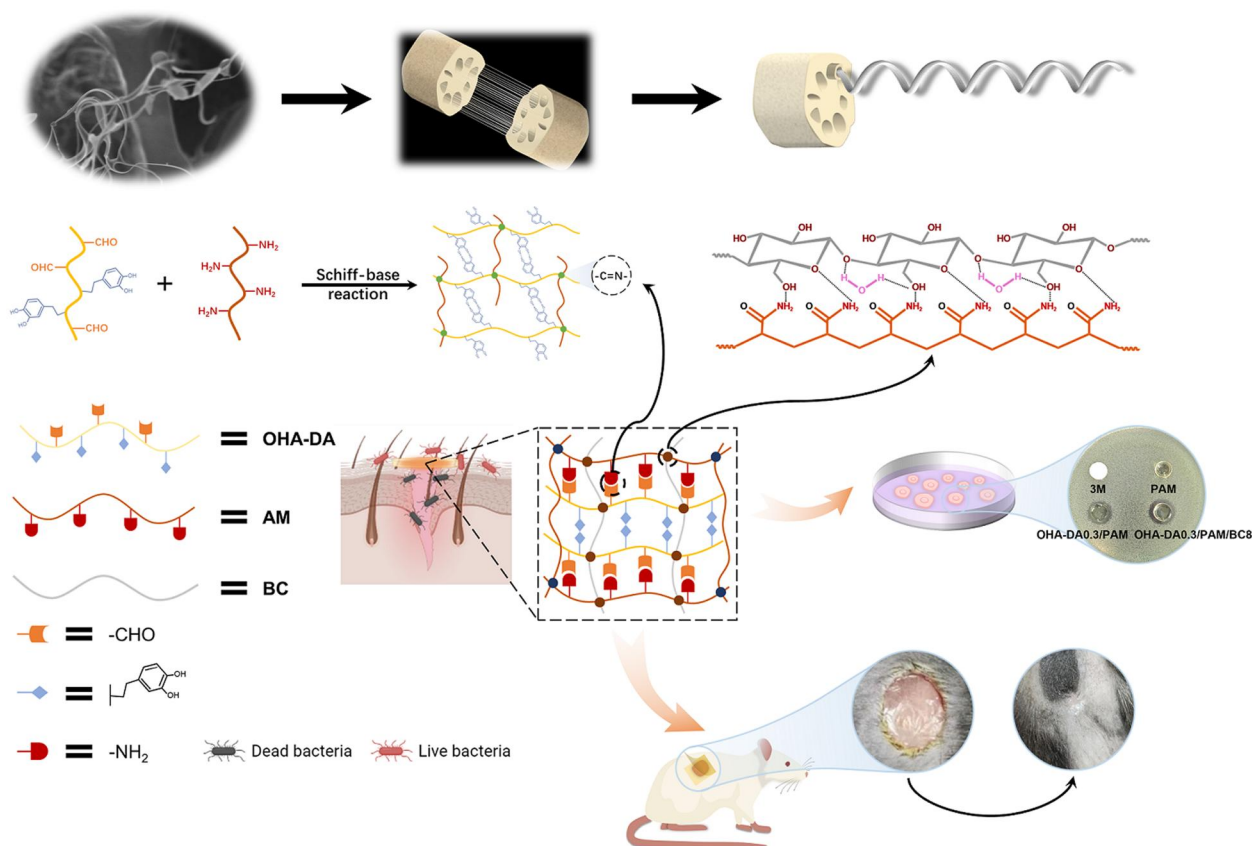 CHO
OHC
OH
OH
HO
HO
CHO
+
NH₂
H₂N
NH₂
H₂N
Schiff-base
reaction
-C=N-
HO OH HO OH HO OH
O O O O O O
H H H H
O O
OH OH OH
O NH₂ O NH₂ O NH₂ O NH₂ O NH₂ O NH₂
= OHA-DA
= AM
= BC
= -CHO
= OH
OH
= -NH₂
Dead bacteria
Live bacteria
3M PAM
OHA-DA0.3/PAM OHA-DA0.3/PAM/BC8